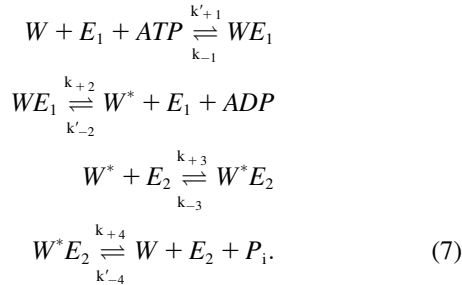 W + E₁ + ATP k′₊₁ ⇌ k₋₁ WE₁
WE₁ k₊₂ ⇌ k′₋₂ W* + E₁ + ADP
W* + E₂ k₊₃ ⇌ k₋₃ W*E₂
W*E₂ k₊₄ ⇌ k′₋₄ W + E₂ + Pᵢ. (7)